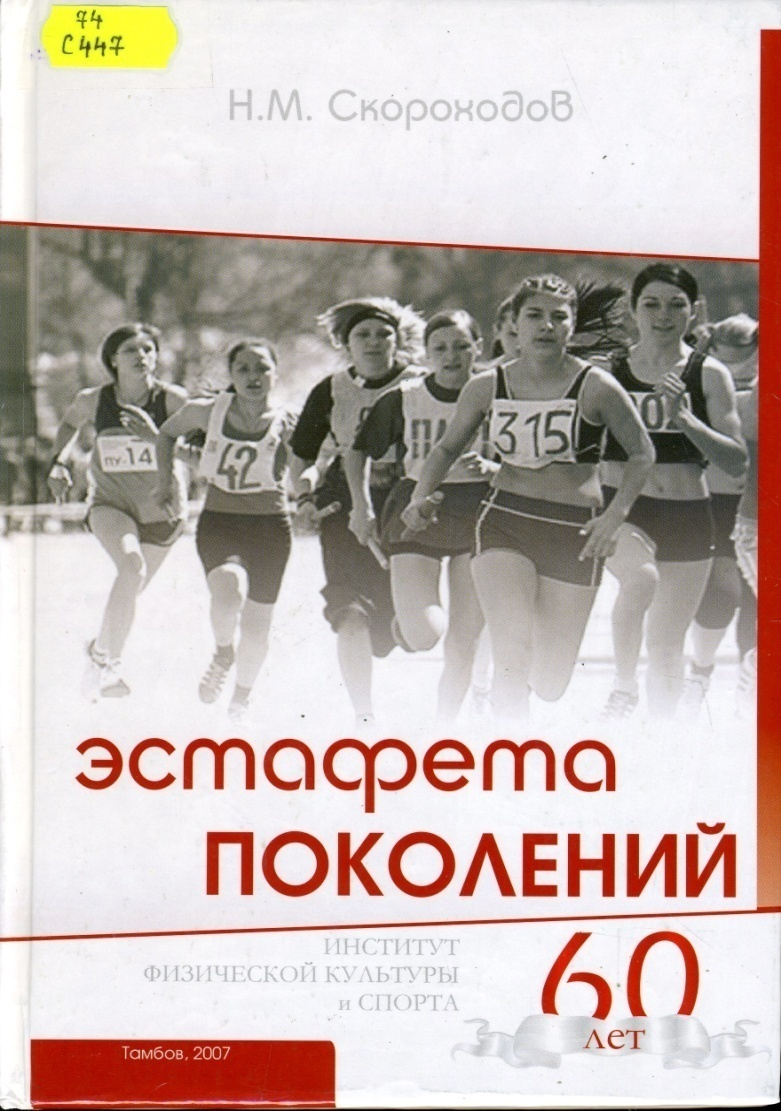 74
С447
Н.М. Скороходов
ПУ-14
42
315
эстафета
ПОКОЛЕНИЙ
ИНСТИТУТ
ФИЗИЧЕСКОЙ КУЛЬТУРЫ
и СПОРТА
60
лет
Тамбов, 2007